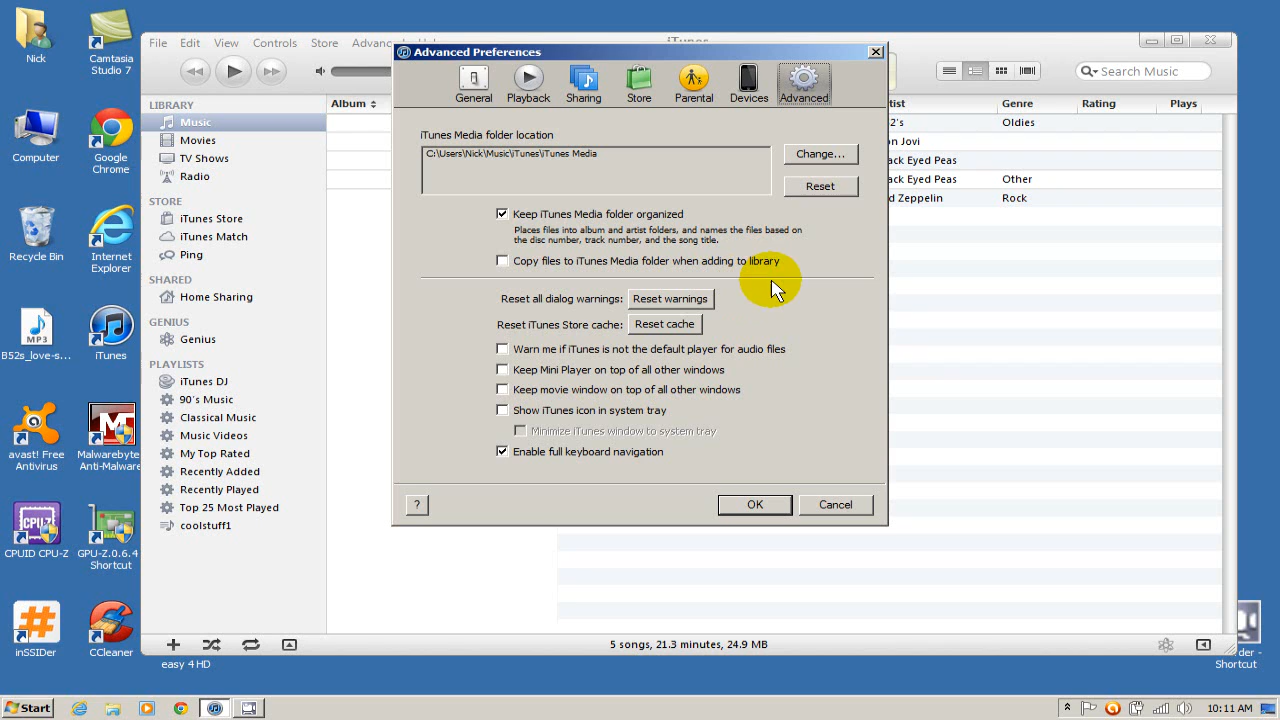 Nick
Camtasia
Studio 7
Computer
Google
Chrome
Recycle Bin
Internet
Explorer
MP3
B52s_love-s...
iTunes
avast! Free
Antivirus
Malwarebyte
Anti-Malware
CPU-Z
CPUID CPU-Z
GPU-Z.0.6.4
Shortcut
inSSIDer
CCleaner
easy 4 HD
File Edit View Controls Store Advanc
Search Music
LIBRARY
Music
Movies
TV Shows
Radio
STORE
iTunes Store
iTunes Match
Ping
SHARED
Home Sharing
GENIUS
Genius
PLAYLISTS
iTunes DJ
90's Music
Classical Music
Music Videos
My Top Rated
Recently Added
Recently Played
Top 25 Most Played
coolstuff1
Album
tist Genre Rating Plays
2's Oldies
n Jovi
ack Eyed Peas
ack Eyed Peas Other
d Zeppelin Rock
Advanced Preferences
General Playback Sharing Store Parental Devices Advanced
iTunes Media folder location
C:\Users\Nick\Music\iTunes\iTunes Media
Change...
Reset
Keep iTunes Media folder organized
Places files into album and artist folders, and names the files based on
the disc number, track number, and the song title.
Copy files to iTunes Media folder when adding to library
Reset all dialog warnings: Reset warnings
Reset iTunes Store cache: Reset cache
Warn me if iTunes is not the default player for audio files
Keep Mini Player on top of all other windows
Keep movie window on top of all other windows
Show iTunes icon in system tray
Minimize iTunes window to system tray
Enable full keyboard navigation
? OK Cancel
5 songs, 21.3 minutes, 24.9 MB
der -
Shortcut
Start
10:11 AM